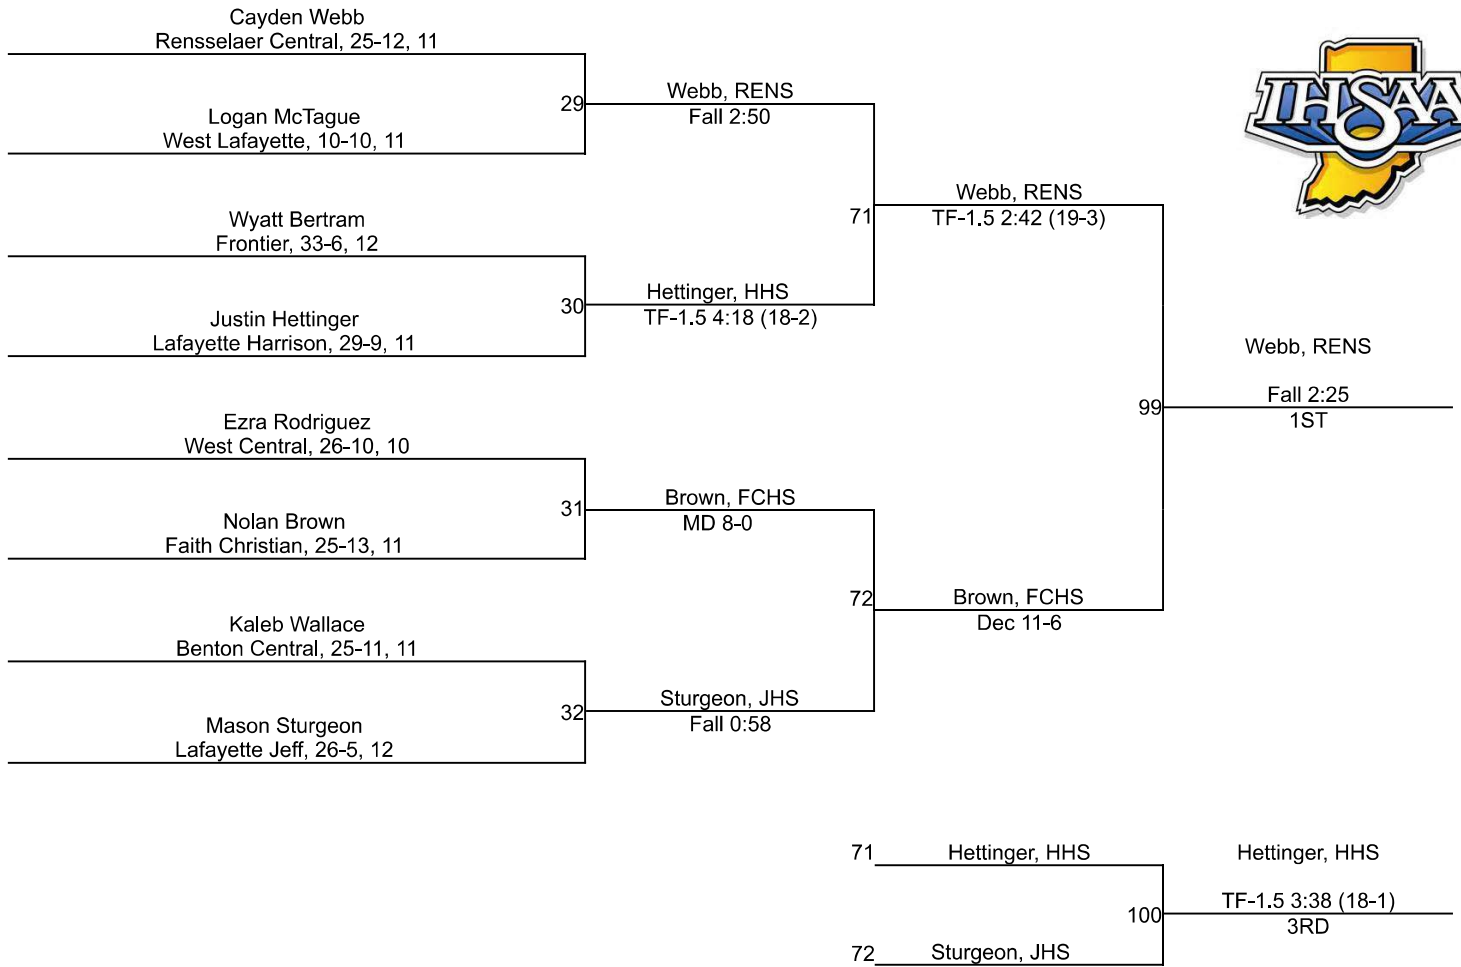 Cayden Webb
Rensselaer Central, 25-12, 11
Logan McTague
West Lafayette, 10-10, 11
Wyatt Bertram
Frontier, 33-6, 12
Justin Hettinger
Lafayette Harrison, 29-9, 11
Ezra Rodriguez
West Central, 26-10, 10
Nolan Brown
Faith Christian, 25-13, 11
Kaleb Wallace
Benton Central, 25-11, 11
Mason Sturgeon
Lafayette Jeff, 26-5, 12
29
Webb, RENS
Fall 2:50
30
Hettinger, HHS
TF-1.5 4:18 (18-2)
31
Brown, FCHS
MD 8-0
32
Sturgeon, JHS
Fall 0:58
71
Webb, RENS
TF-1.5 2:42 (19-3)
72
Brown, FCHS
Dec 11-6
IHSAA
99
Webb, RENS
Fall 2:25
1ST
71
Hettinger, HHS
72
Sturgeon, JHS
100
Hettinger, HHS
TF-1.5 3:38 (18-1)
3RD